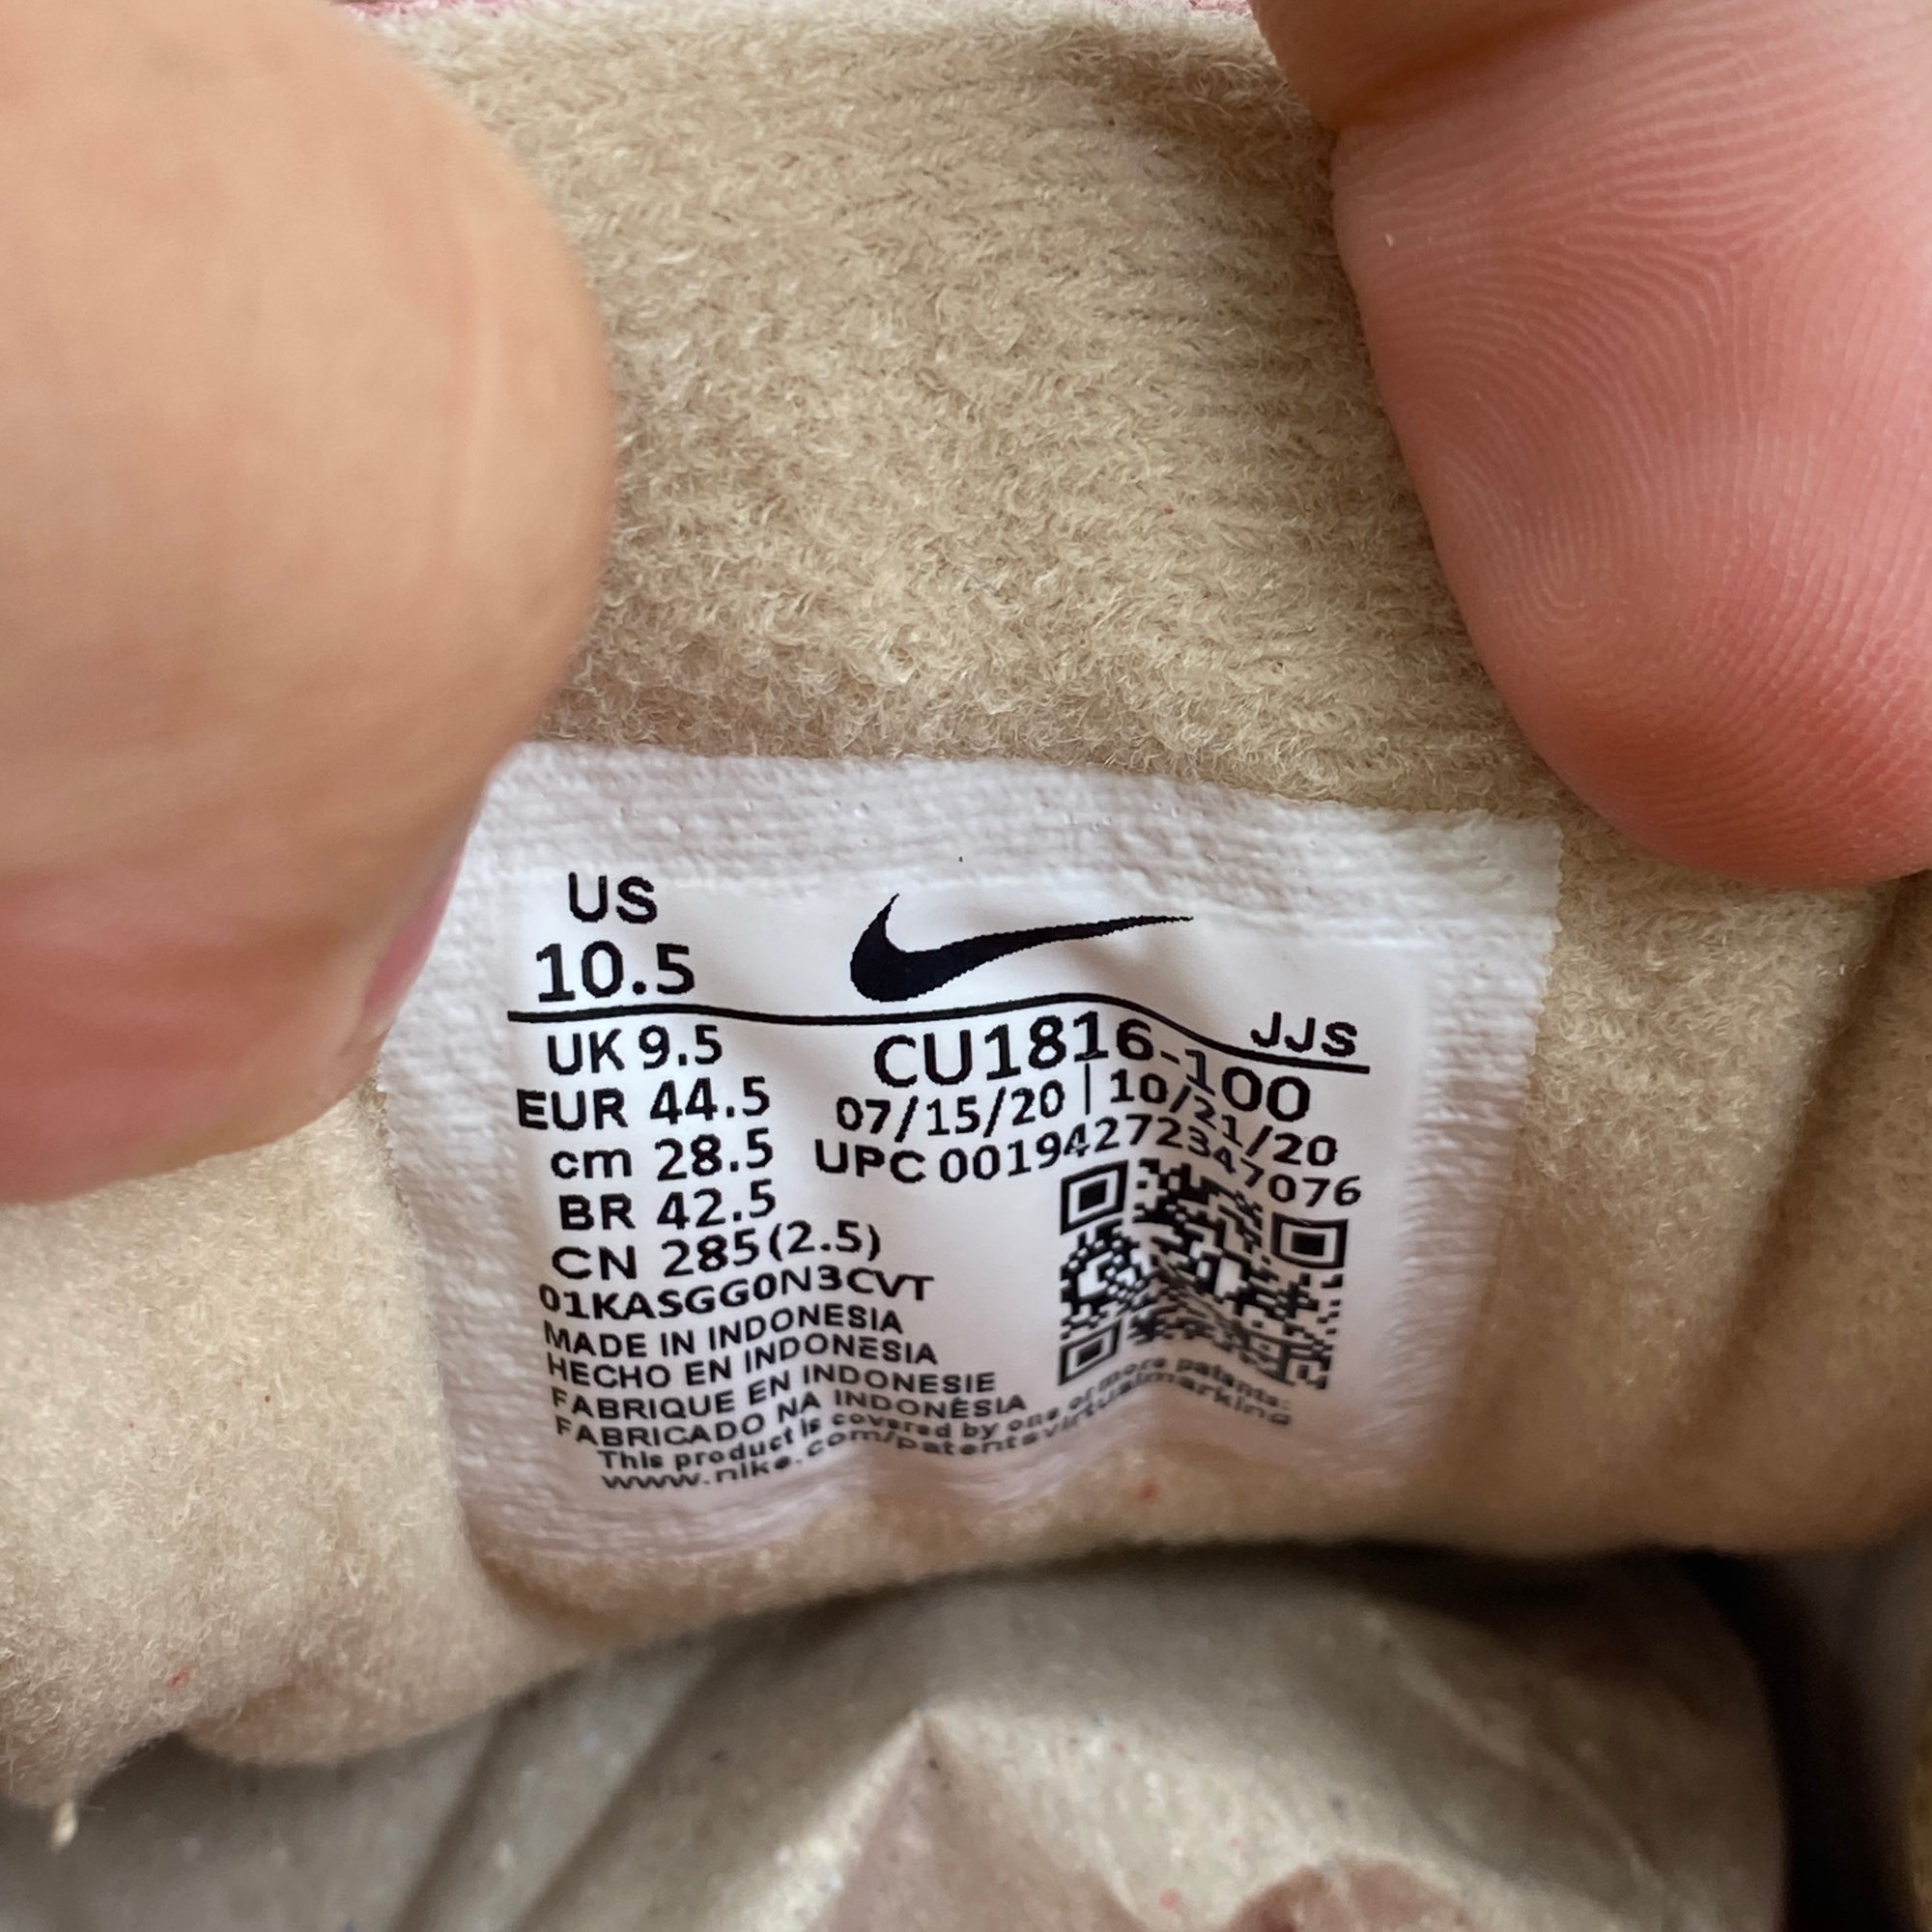 US
10.5
JJS
UK 9.5
CU1816-100
EUR 44.5
07/15/20 | 10/21/20
cm 28.5
UPC 00194272347076
BR 42.5
CN 285(2.5)
01KASGG0N3CVT
MADE IN INDONESIA
HECHO EN INDONESIA
FABRIQUE EN INDONESIE
FABRICADO NA INDONÉSIA
This product is covered by one or more patents:
www.nike.com/patentsvirtualmarking